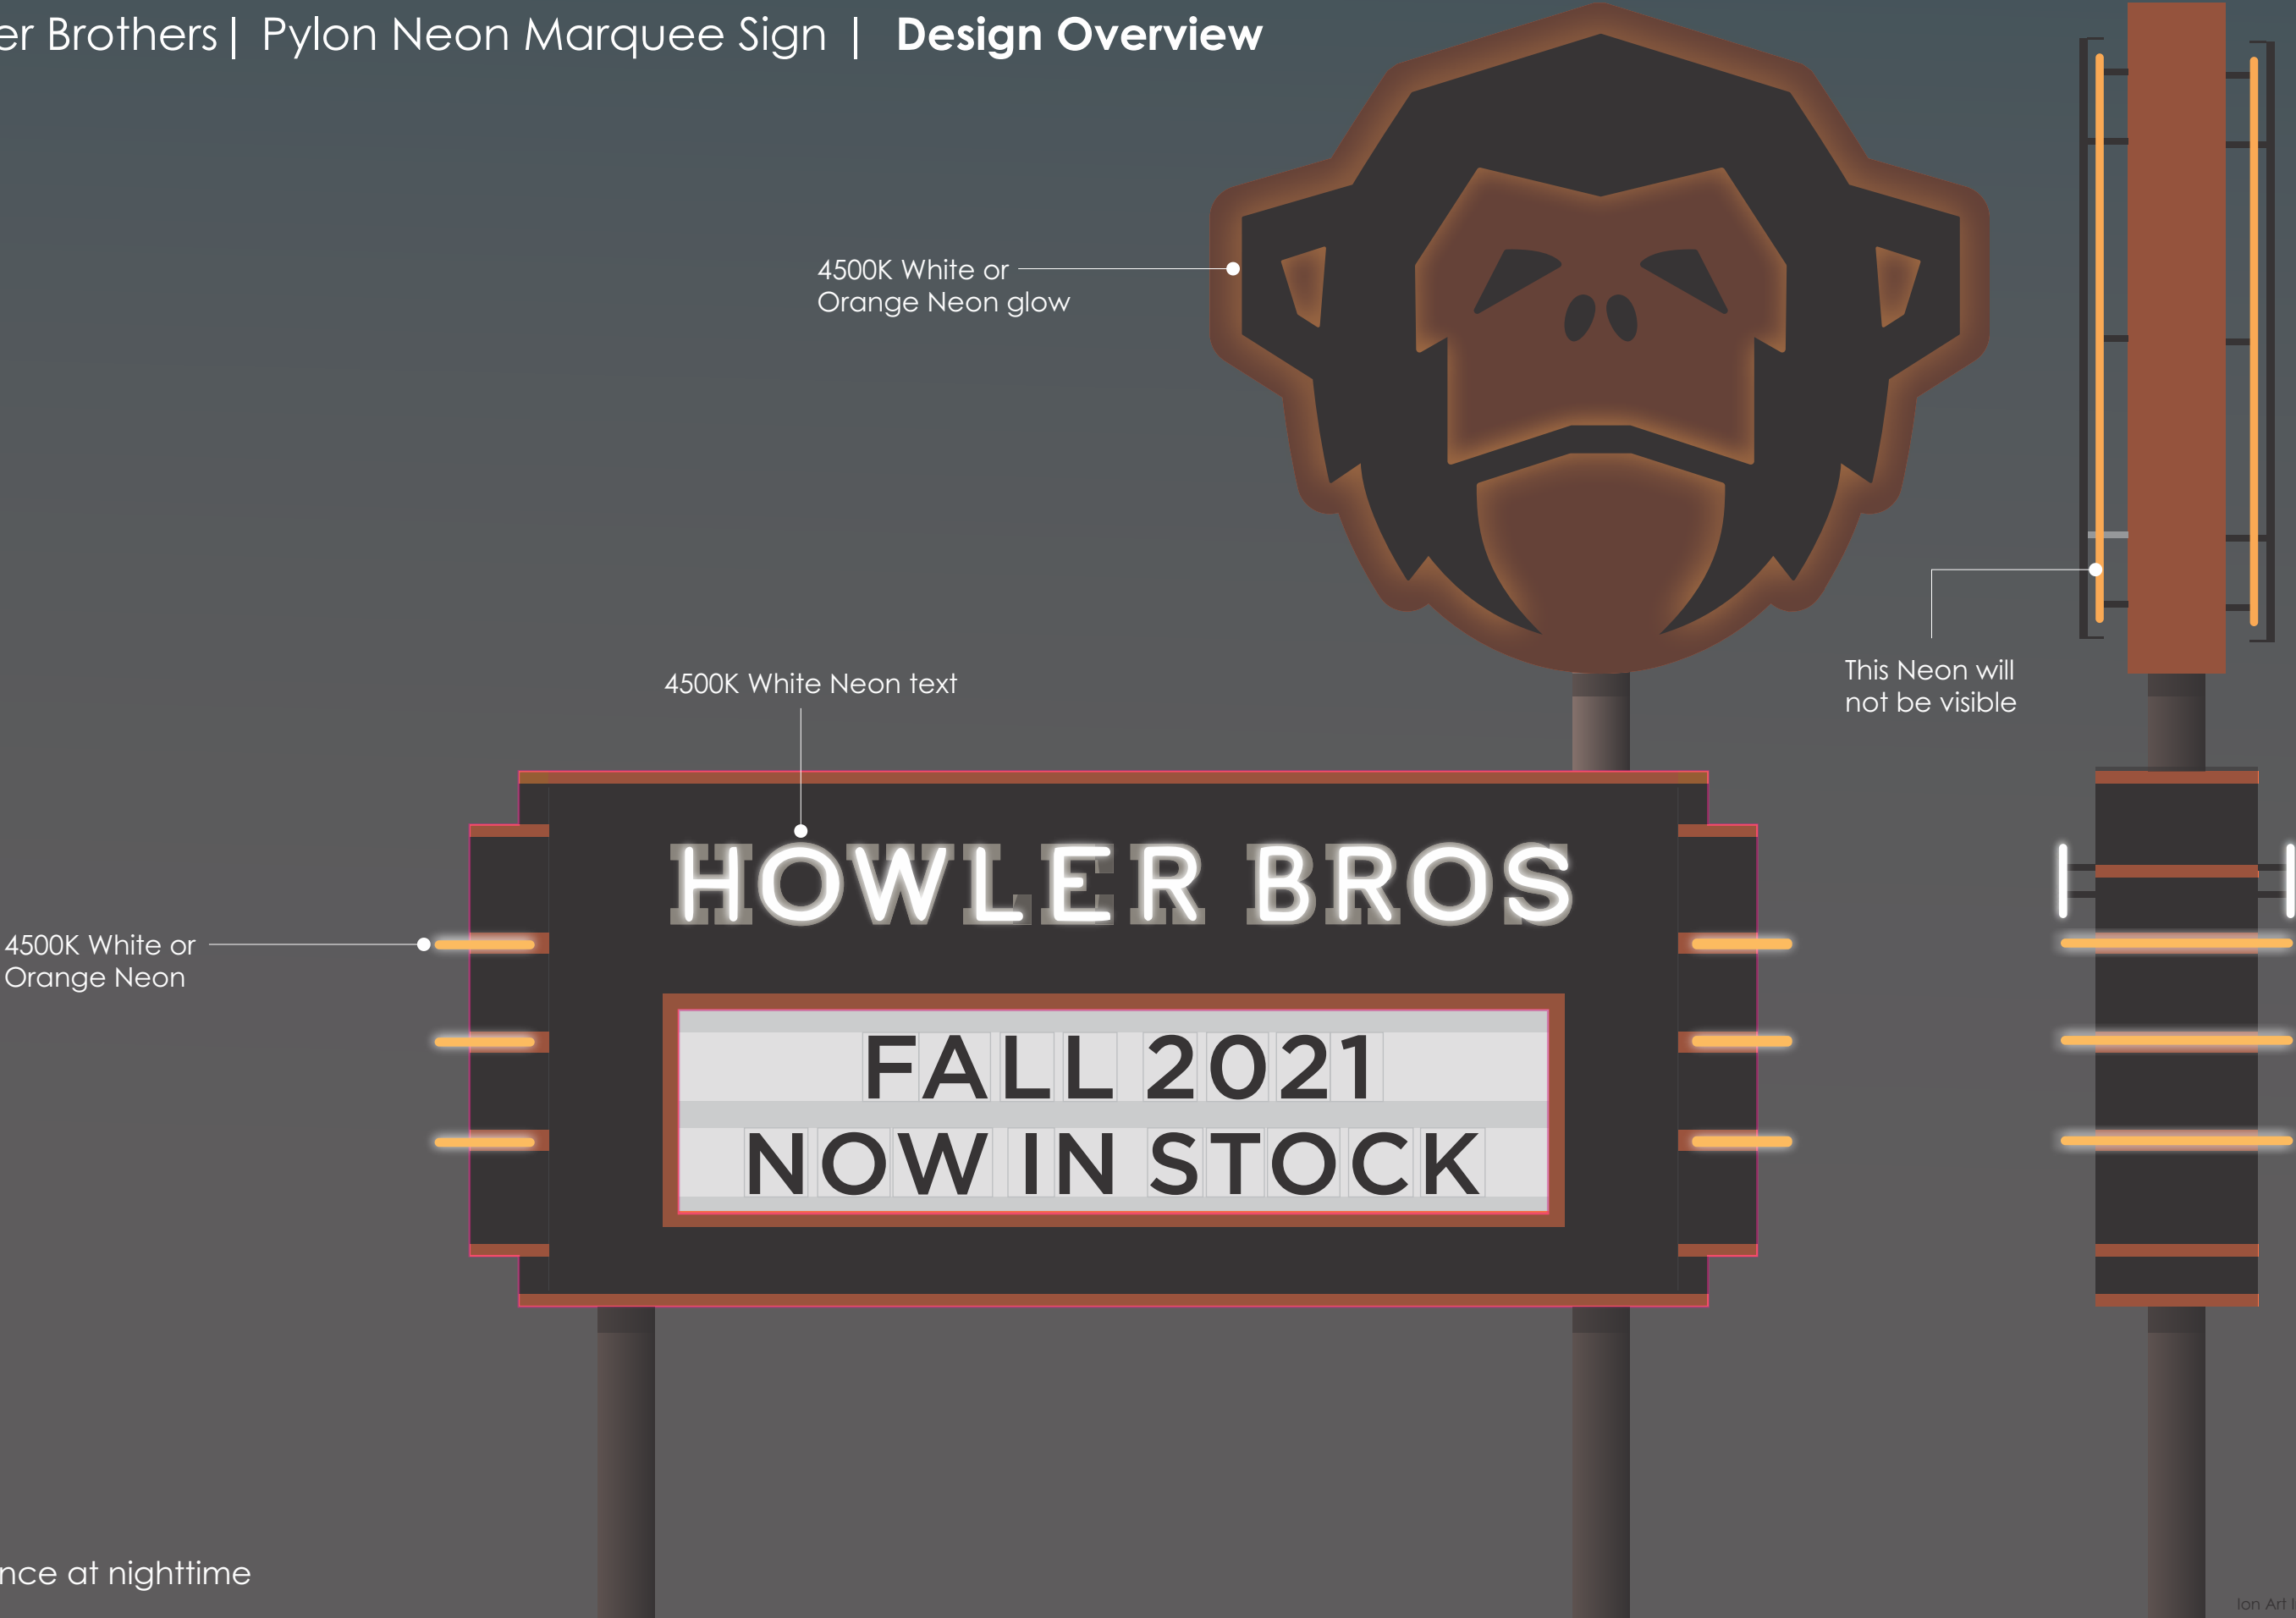 er Brothers| Pylon Neon Marquee Sign | Design Overview
4500K White or
Orange Neon glow
This Neon will
not be visible
4500K White Neon text
HOWLER BROS
4500K White or
Orange Neon
FALL 2021
NOW IN STOCK
nce at nighttime
Ion Art